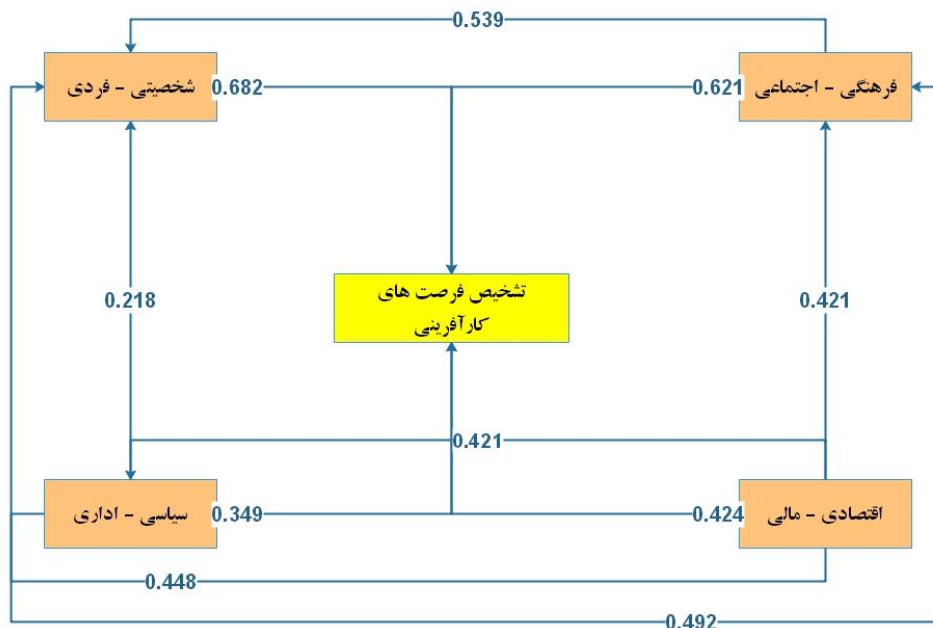 0.539
شخصیتی - فردی
0.682
0.621
فرهنگی - اجتماعی
تشخیص فرصت های
کارآفرینی
0.218
0.421
0.421
سیاسی - اداری
0.349
0.424
اقتصادی - مالی
0.448
0.492